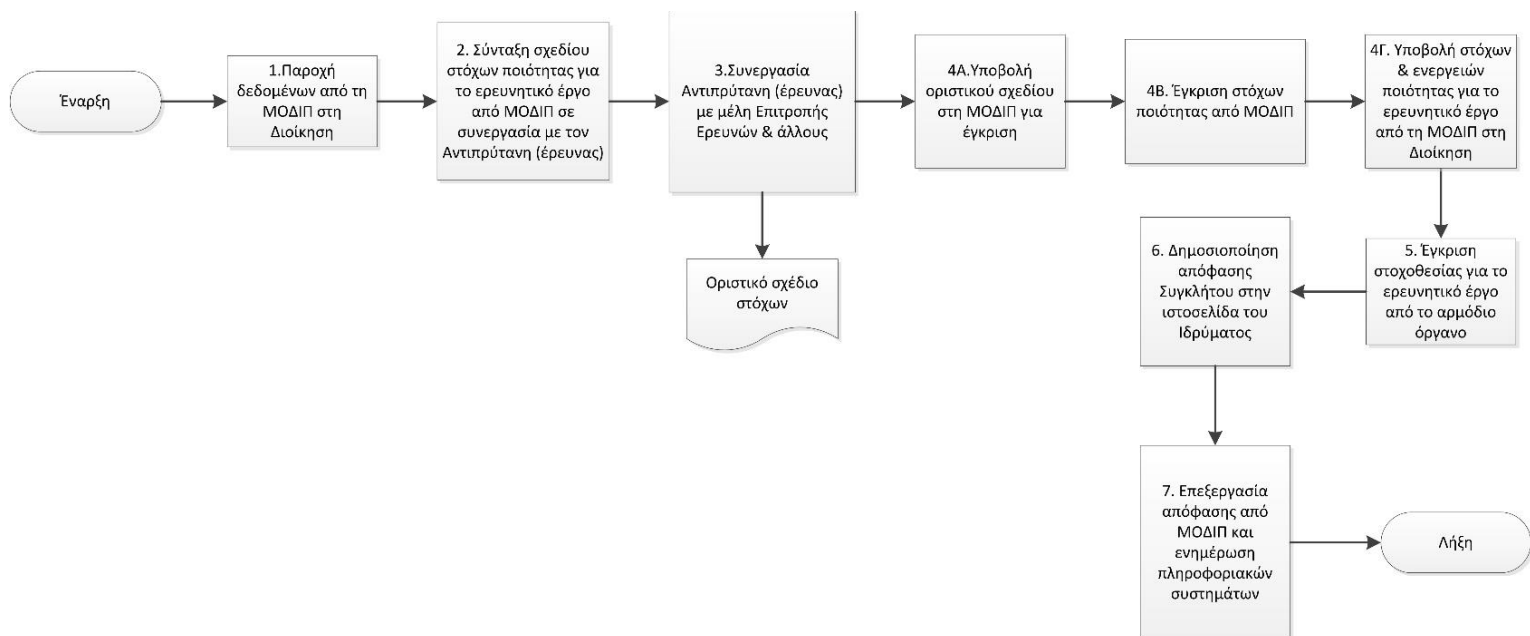 Έναρξη
1.Παροχή
δεδομένων από τη
ΜΟΔΙΠ στη
Διοίκηση
2. Σύνταξη σχεδίου
στόχων ποιότητας για
το ερευνητικό έργο
από ΜΟΔΙΠ σε
συνεργασία με τον
Αντιπρύτανη (έρευνας)
3.Συνεργασία
Αντιπρύτανη (έρευνας)
με μέλη Επιτροπής
Ερευνών & άλλους
Οριστικό σχέδιο
στόχων
4Α.Υποβολή
οριστικού σχεδίου
στη ΜΟΔΙΠ για
έγκριση
4Β. Έγκριση στόχων
ποιότητας από ΜΟΔΙΠ
4Γ. Υποβολή στόχων
& ενεργειών
ποιότητας για το
ερευνητικό έργο
από τη ΜΟΔΙΠ στη
Διοίκηση
5. Έγκριση
στοχοθεσίας για το
ερευνητικό έργο
από το αρμόδιο
όργανο
6. Δημοσιοποίηση
απόφασης
Συγκλήτου στην
ιστοσελίδα του
Ιδρύματος
7. Επεξεργασία
απόφασης από
ΜΟΔΙΠ και
ενημέρωση
πληροφοριακών
συστημάτων
Λήξη